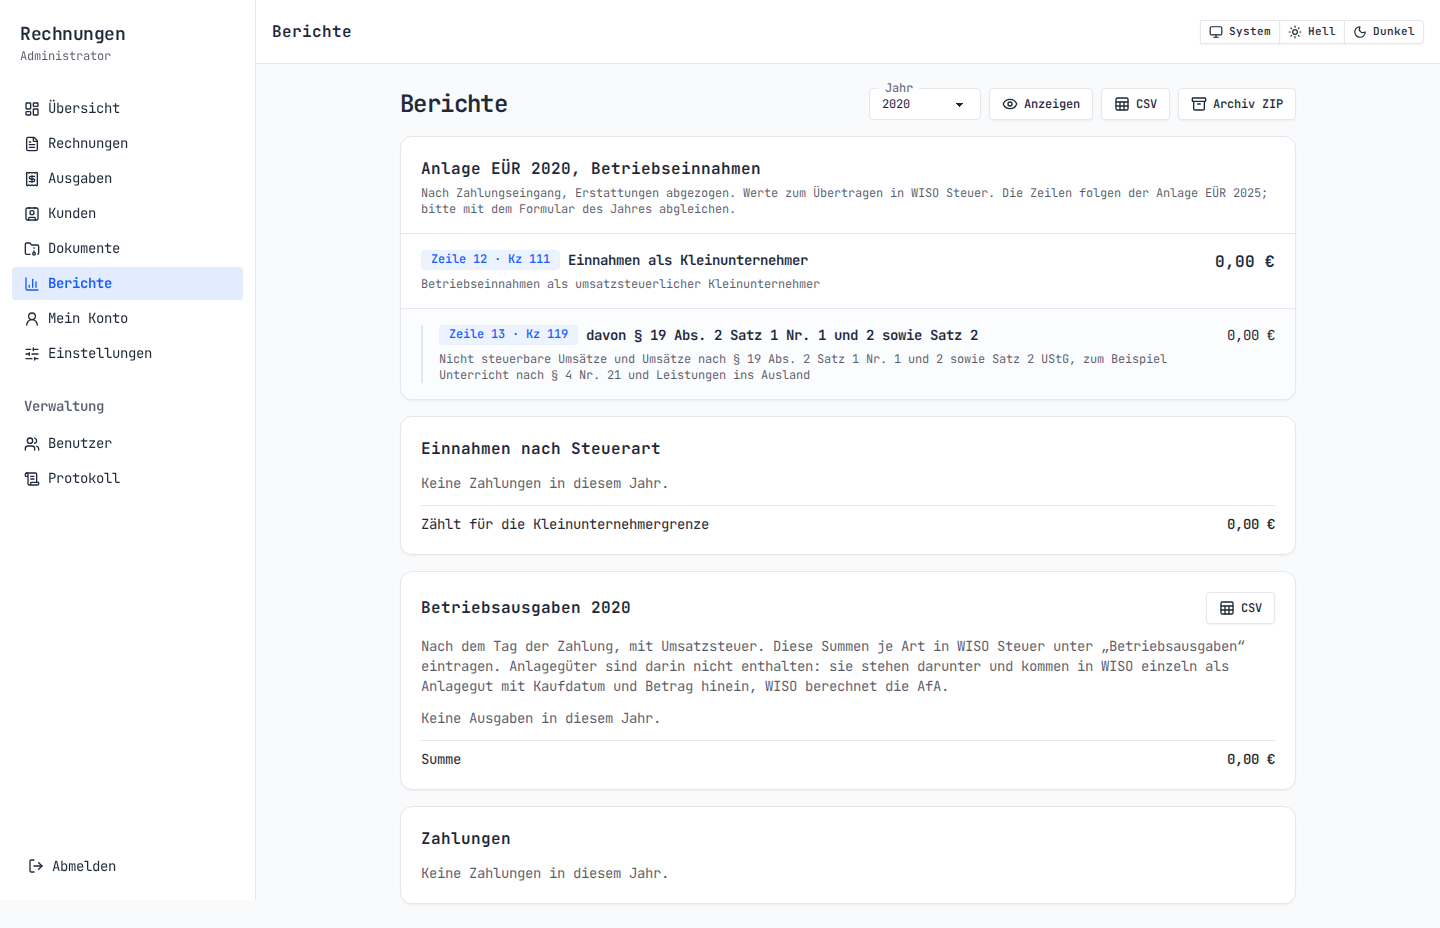 Rechnungen
Administrator
Übersicht
Rechnungen
Ausgaben
Kunden
Dokumente
Berichte
Mein Konto
Einstellungen
Verwaltung
Benutzer
Protokoll
Abmelden
Berichte
System
Hell
Dunkel
Berichte
Jahr
2020
Anzeigen
CSV
Archiv ZIP
Anlage EÜR 2020, Betriebseinnahmen
Nach Zahlungseingang, Erstattungen abgezogen. Werte zum Übertragen in WISO Steuer. Die Zeilen folgen der Anlage EÜR 2025;
bitte mit dem Formular des Jahres abgleichen.
Zeile 12 · Kz 111 Einnahmen als Kleinunternehmer 0,00 €
Betriebseinnahmen als umsatzsteuerlicher Kleinunternehmer
Zeile 13 · Kz 119 davon § 19 Abs. 2 Satz 1 Nr. 1 und 2 sowie Satz 2 0,00 €
Nicht steuerbare Umsätze und Umsätze nach § 19 Abs. 2 Satz 1 Nr. 1 und 2 sowie Satz 2 UStG, zum Beispiel
Unterricht nach § 4 Nr. 21 und Leistungen ins Ausland
Einnahmen nach Steuerart
Keine Zahlungen in diesem Jahr.
Zählt für die Kleinunternehmergrenze 0,00 €
Betriebsausgaben 2020
CSV
Nach dem Tag der Zahlung, mit Umsatzsteuer. Diese Summen je Art in WISO Steuer unter „Betriebsausgaben“
eintragen. Anlagegüter sind darin nicht enthalten: sie stehen darunter und kommen in WISO einzeln als
Anlagegut mit Kaufdatum und Betrag hinein, WISO berechnet die AfA.
Keine Ausgaben in diesem Jahr.
Summe 0,00 €
Zahlungen
Keine Zahlungen in diesem Jahr.